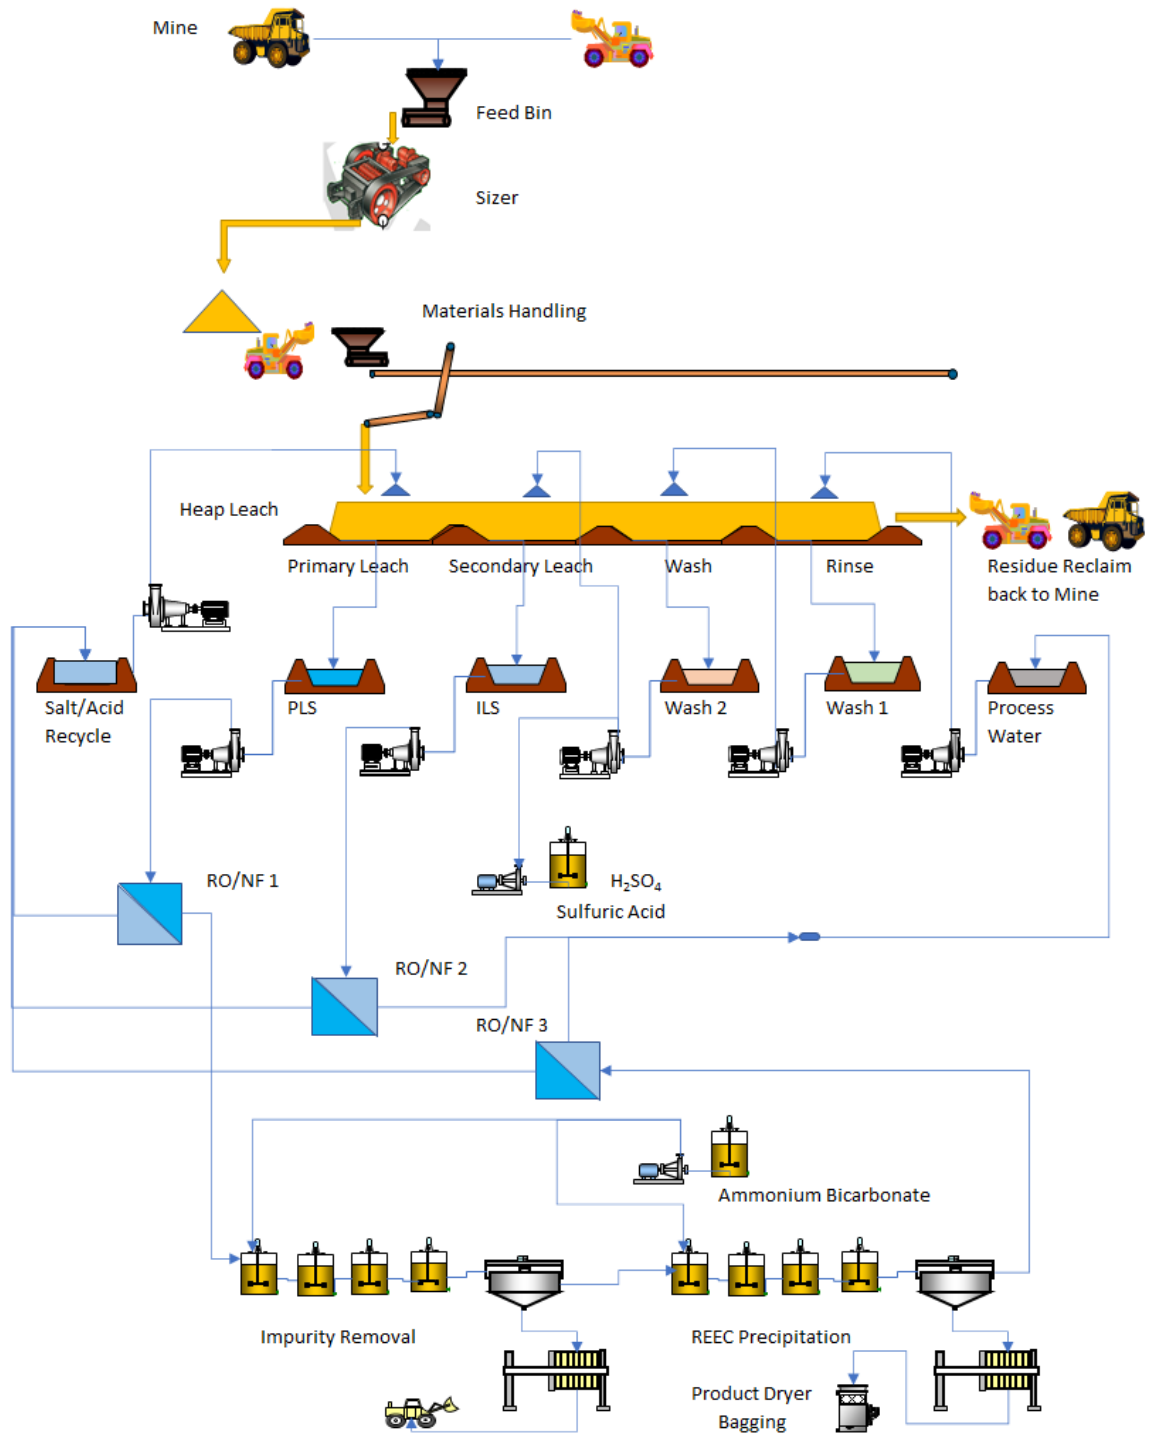 Mine
Feed Bin
Sizer
Materials Handling
Heap Leach
Primary Leach
Secondary Leach
Wash
Rinse
Residue Reclaim
back to Mine
Salt/Acid
Recycle
PLS
ILS
Wash 2
Wash 1
Process
Water
RO/NF 1
H₂SO₄
Sulfuric Acid
RO/NF 2
RO/NF 3
Ammonium Bicarbonate
Impurity Removal
REEC Precipitation
Product Dryer
Bagging